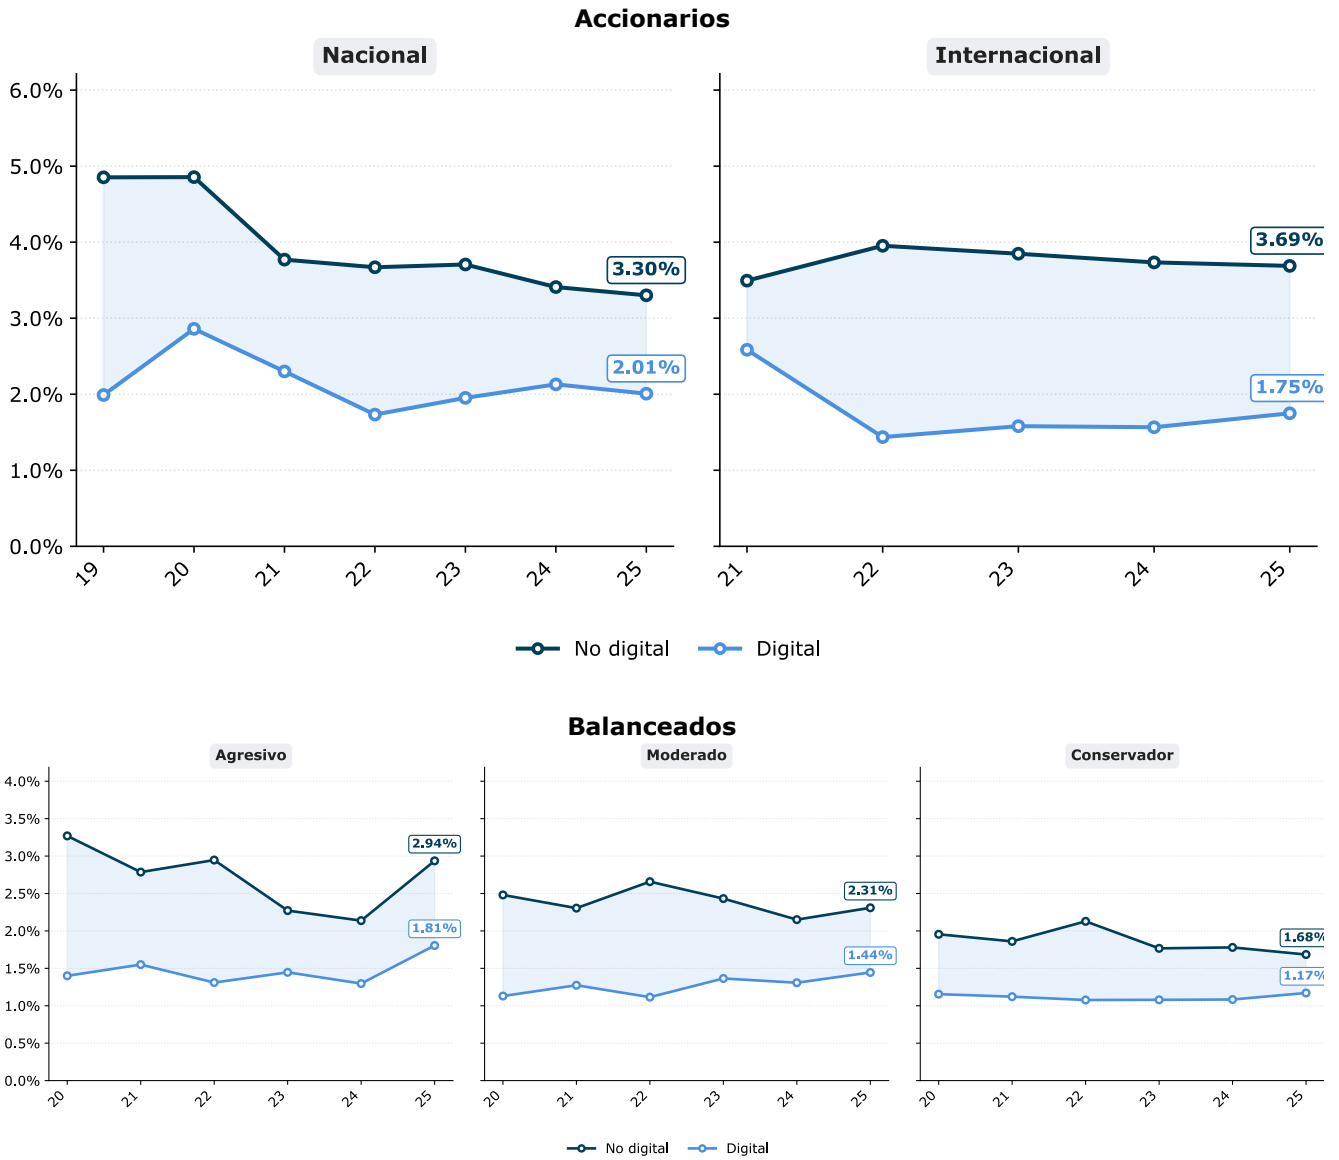 Accionarios
Nacional
Internacional
6.0%
5.0%
4.0%
3.0%
2.0%
1.0%
0.0%
3.30%
2.01%
3.69%
1.75%
19 20 21 22 23 24 25
21 22 23 24 25
No digital Digital
Balanceados
Agresivo
Moderado
Conservador
4.0%
3.5%
3.0%
2.5%
2.0%
1.5%
1.0%
0.5%
0.0%
2.94%
1.81%
2.31%
1.44%
1.68%
1.17%
20 21 22 23 24 25
20 21 22 23 24 25
20 21 22 23 24 25
No digital Digital